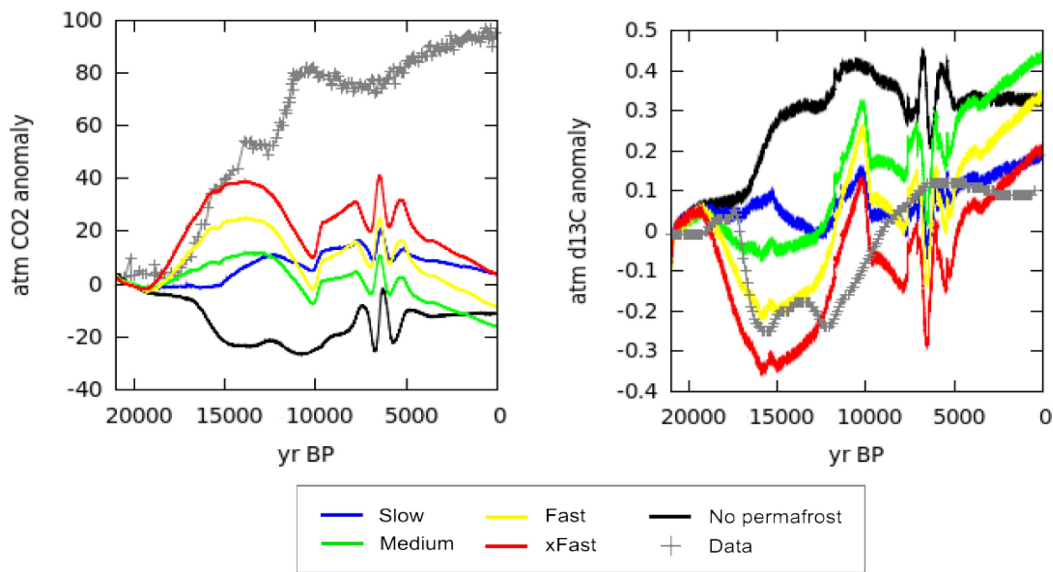 100
80
60
40
20
0
-20
-40
atm CO2 anomaly
20000 15000 10000 5000 0
yr BP
0.5
0.4
0.3
0.2
0.1
0
-0.1
-0.2
-0.3
-0.4
atm d13C anomaly
20000 15000 10000 5000 0
yr BP
Slow Fast No permafrost
Medium xFast Data